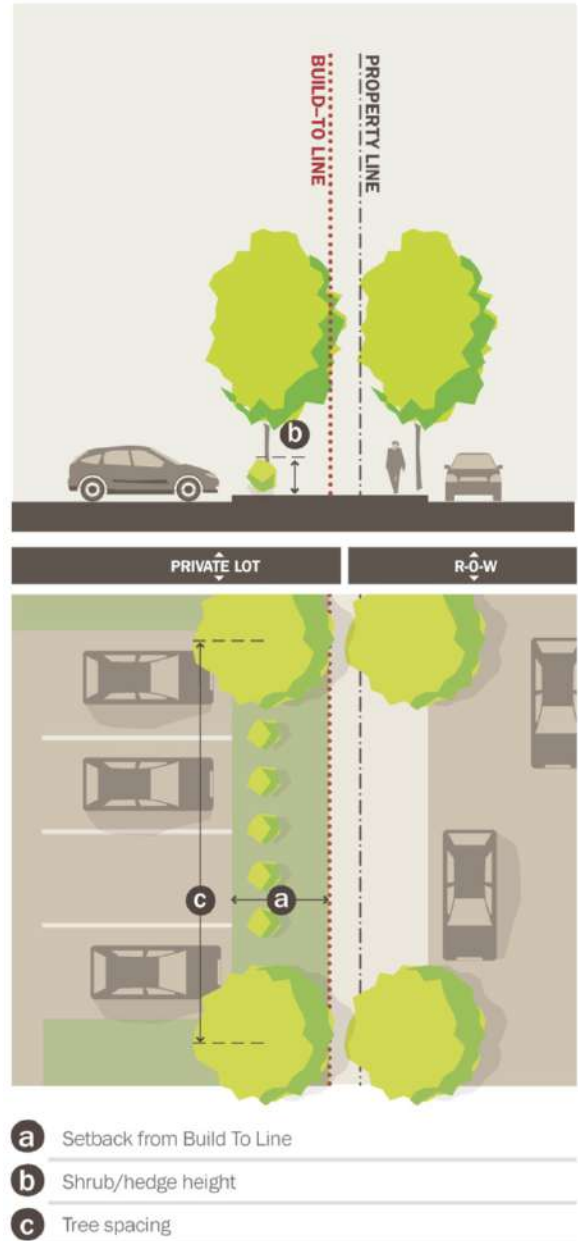 BUILD-TO LINE
PROPERTY LINE
b
PRIVATE LOT
R-O-W
c
a
a Setback from Build To Line
b Shrub/hedge height
c Tree spacing